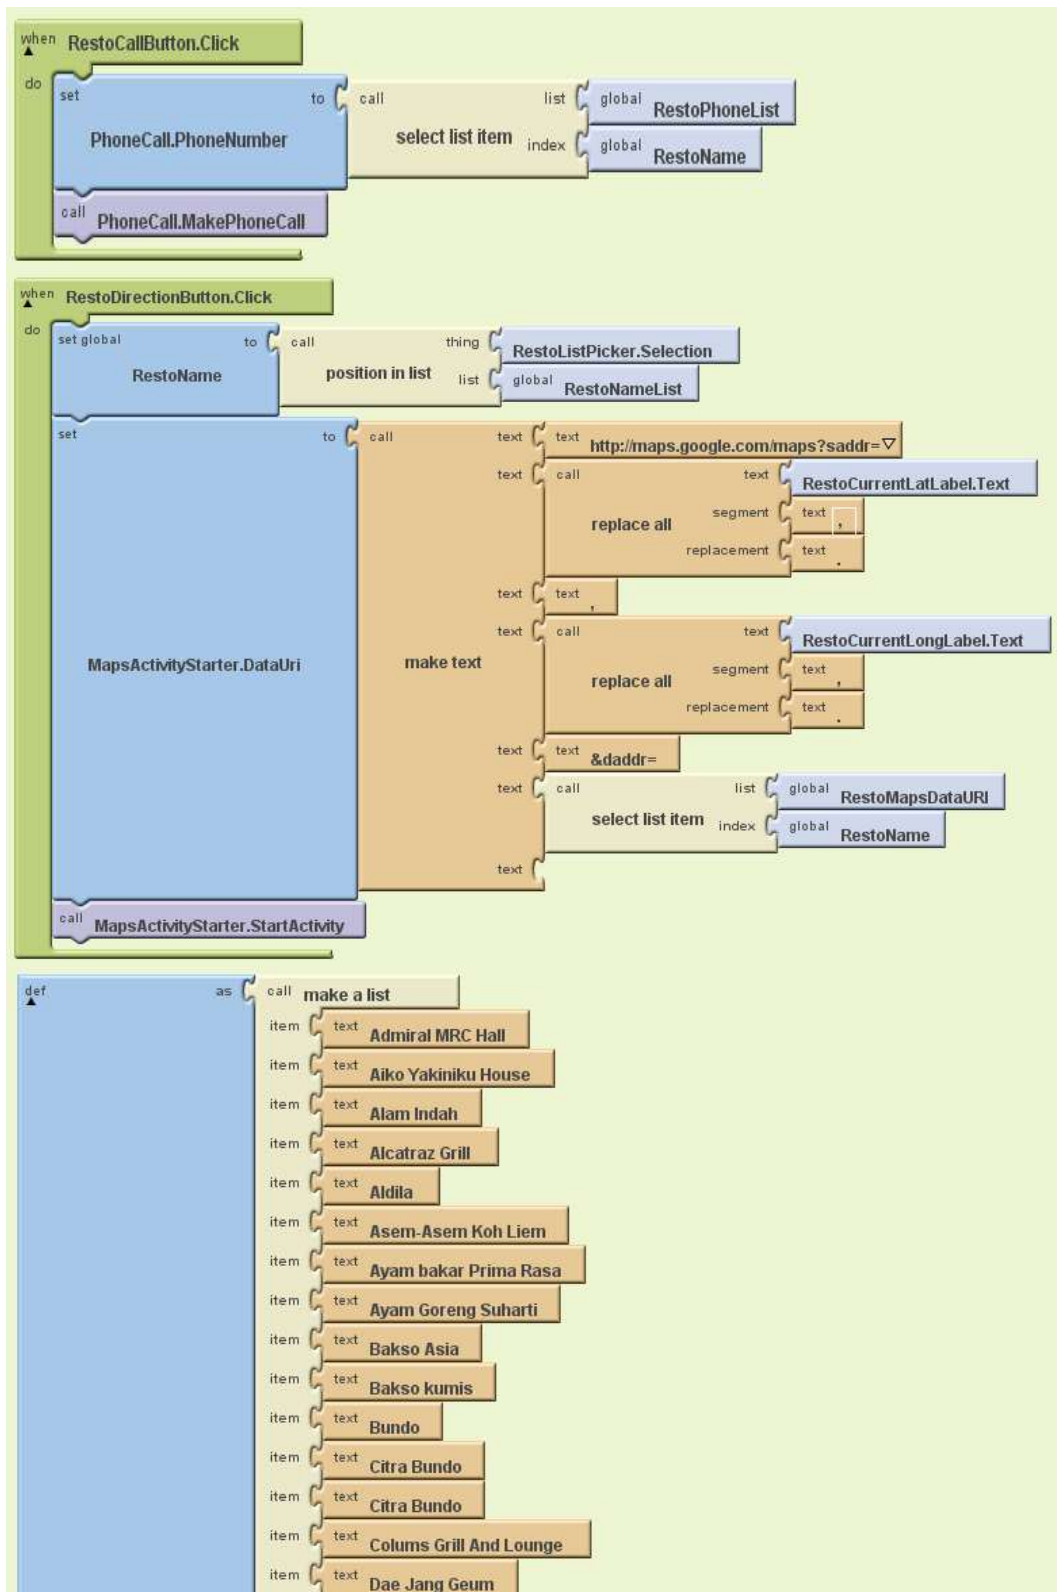 when RestoCallButton.Click
do
set PhoneCall.PhoneNumber to call select list item list global RestoPhoneList
index global RestoName
call PhoneCall.MakePhoneCall
when RestoDirectionButton.Click
do
set global RestoName to call position in list thing RestoListPicker.Selection
list global RestoNameList
set MapsActivityStarter.DataUri to call make text text text http://maps.google.com/maps?saddr=
text call replace all text RestoCurrentLatLabel.Text
segment text ,
replacement text .
text text ,
text call replace all text RestoCurrentLongLabel.Text
segment text ,
replacement text .
text text &daddr=
text call select list item list global RestoMapsDataURI
index global RestoName
text
call MapsActivityStarter.StartActivity
def as call make a list
item text Admiral MRC Hall
item text Aiko Yakiniku House
item text Alam Indah
item text Alcatraz Grill
item text Aldila
item text Asem-Asem Koh Liem
item text Ayam bakar Prima Rasa
item text Ayam Goreng Suharti
item text Bakso Asia
item text Bakso kumis
item text Bundo
item text Citra Bundo
item text Citra Bundo
item text Colums Grill And Lounge
item text Dae Jang Geum